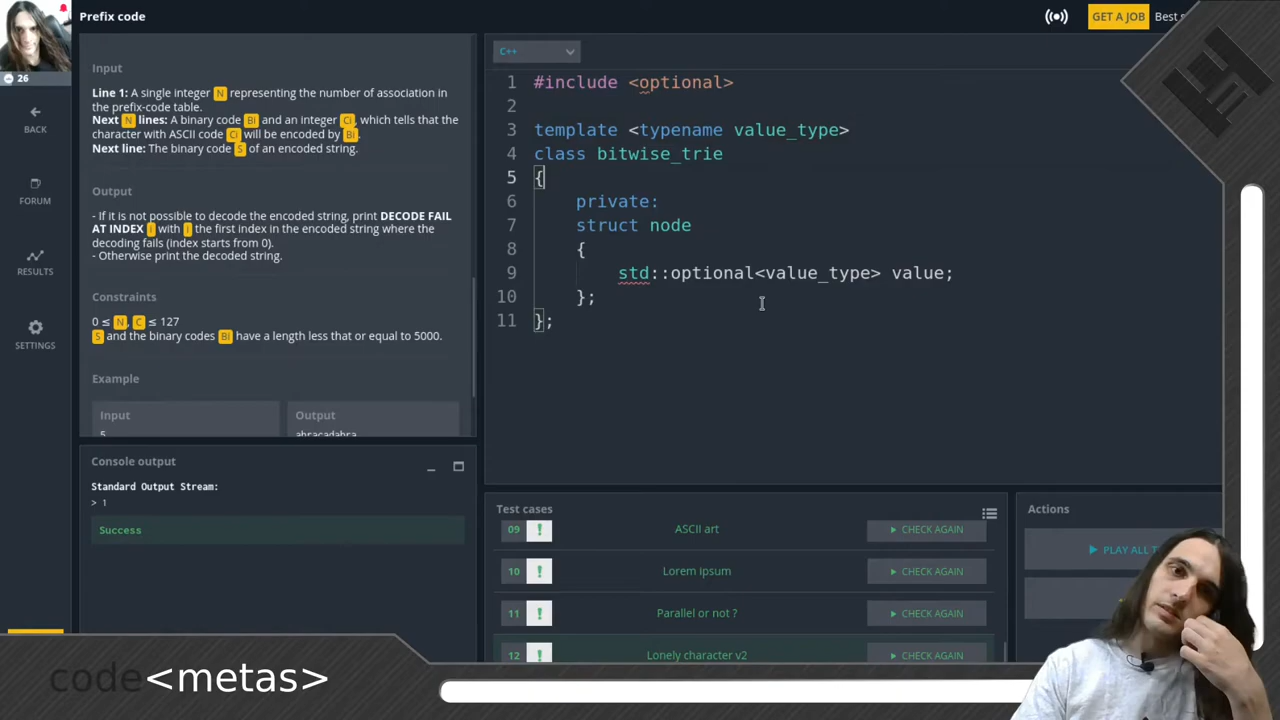 Prefix code
GET A JOB
Best
26
BACK
FORUM
RESULTS
SETTINGS
Input
Line 1: A single integer N representing the number of association in
the prefix-code table.
Next N lines: A binary code Bi and an integer Ci, which tells that the
character with ASCII code Ci will be encoded by Bi.
Next line: The binary code S of an encoded string.
Output
- If it is not possible to decode the encoded string, print DECODE FAIL
AT INDEX i with i the first index in the encoded string where the
decoding fails (index starts from 0).
- Otherwise print the decoded string.
Constraints
0 ≤ N, C ≤ 127
S and the binary codes Bi have a length less that or equal to 5000.
Example
Input
Output
5
abracadabra
Console output
Standard Output Stream:
> 1
Success
C++
1 #include <optional>
2
3 template <typename value_type>
4 class bitwise_trie
5 {
6 private:
7 struct node
8 {
9 std::optional<value_type> value;
10 };
11 };
Test cases
09 ! ASCII art CHECK AGAIN
10 ! Lorem ipsum CHECK AGAIN
11 ! Parallel or not ? CHECK AGAIN
12 ! Lonely character v2 CHECK AGAIN
Actions
PLAY ALL
code<metas>